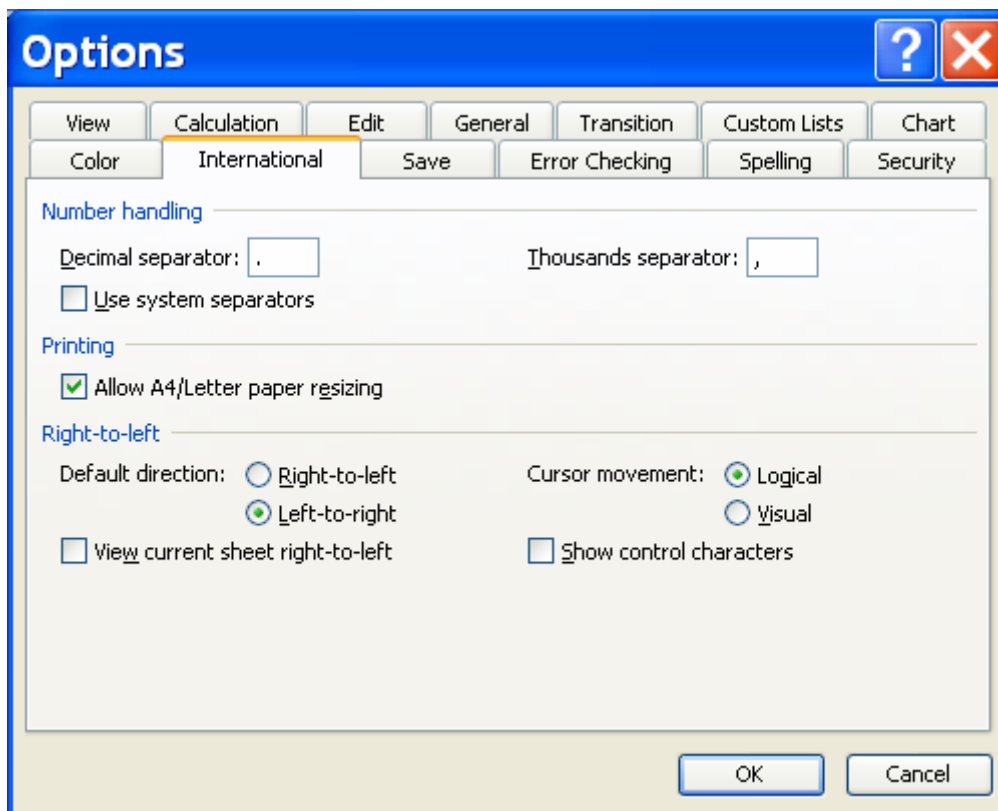 Options
View Calculation Edit General Transition Custom Lists Chart
Color International Save Error Checking Spelling Security
Number handling
Decimal separator: . Thousands separator: ,
Use system separators
Printing
Allow A4/Letter paper resizing
Right-to-left
Default direction: Right-to-left Cursor movement: Logical
Left-to-right Visual
View current sheet right-to-left Show control characters
OK Cancel